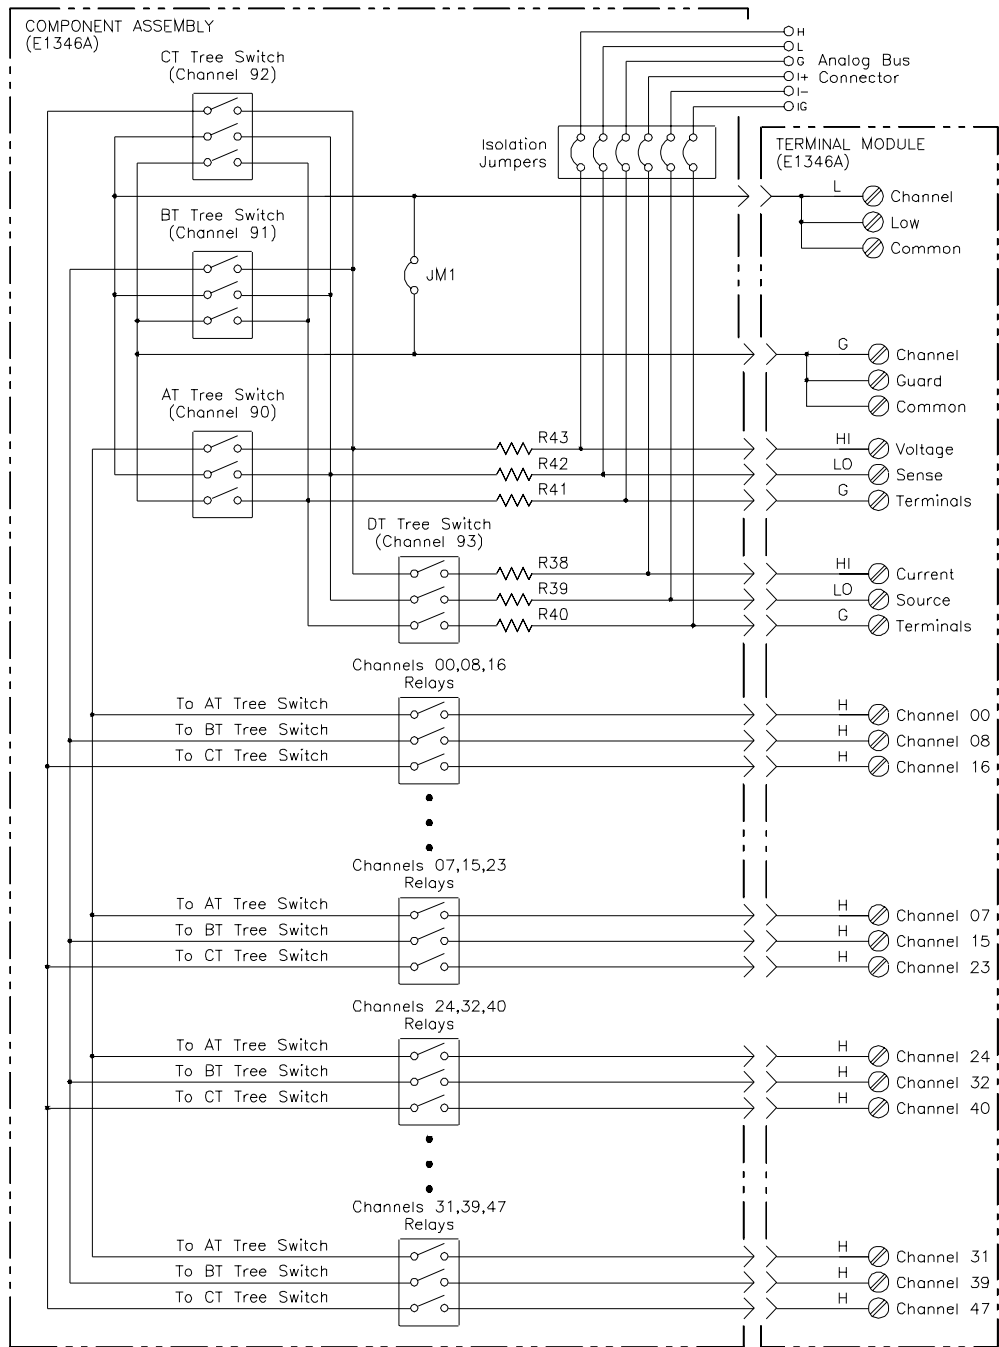 COMPONENT ASSEMBLY
(E1346A)
CT Tree Switch
(Channel 92)
H
L
G
I+
I-
IG
Analog Bus
Connector
Isolation
Jumpers
TERMINAL MODULE
(E1346A)
L
Channel
Low
Common
BT Tree Switch
(Channel 91)
JM1
G
Channel
Guard
Common
AT Tree Switch
(Channel 90)
R43
HI
Voltage
R42
LO
Sense
R41
G
Terminals
DT Tree Switch
(Channel 93)
R38
HI
Current
R39
LO
Source
R40
G
Terminals
Channels 00,08,16
Relays
To AT Tree Switch
H
Channel 00
To BT Tree Switch
H
Channel 08
To CT Tree Switch
H
Channel 16
Channels 07,15,23
Relays
To AT Tree Switch
H
Channel 07
To BT Tree Switch
H
Channel 15
To CT Tree Switch
H
Channel 23
Channels 24,32,40
Relays
To AT Tree Switch
H
Channel 24
To BT Tree Switch
H
Channel 32
To CT Tree Switch
H
Channel 40
Channels 31,39,47
Relays
To AT Tree Switch
H
Channel 31
To BT Tree Switch
H
Channel 39
To CT Tree Switch
H
Channel 47